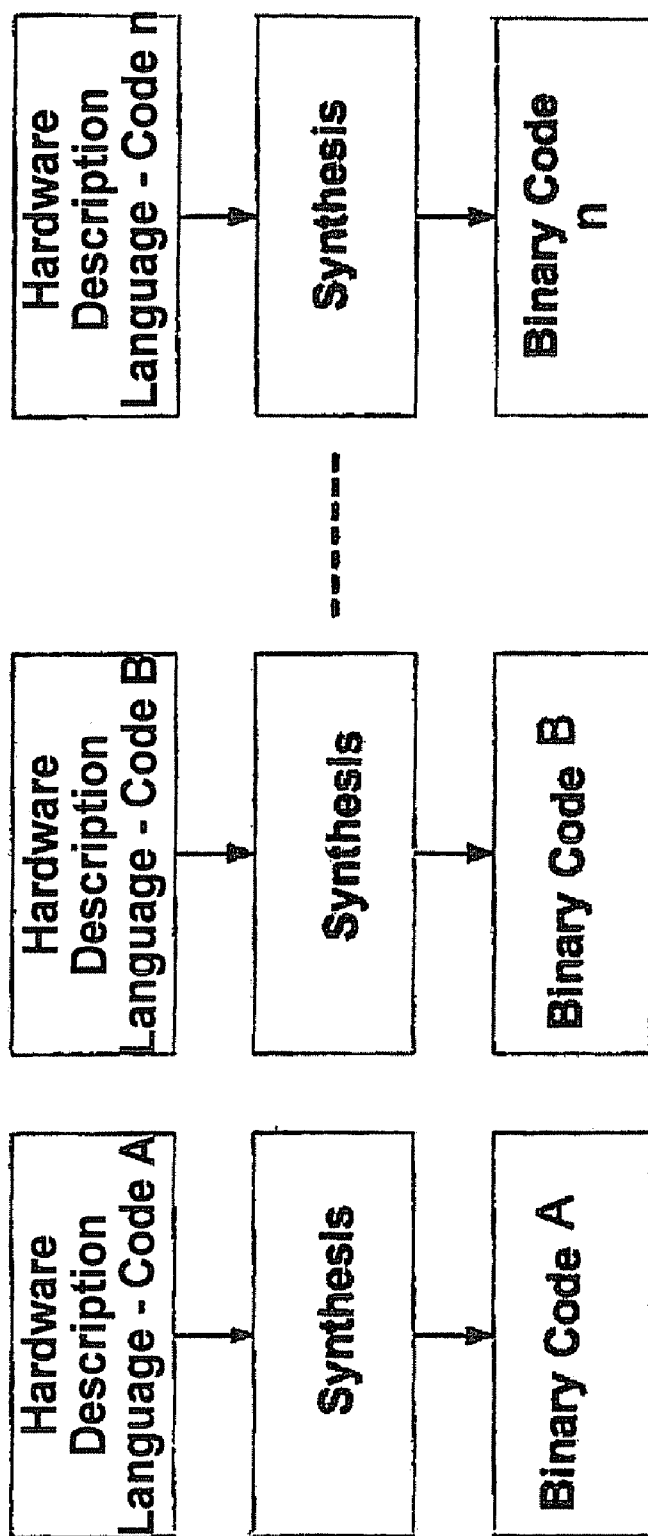 Hardware
Description
Language - Code A
Synthesis
Binary Code A
Hardware
Description
Language - Code B
Synthesis
Binary Code B
Hardware
Description
Language - Code n
Synthesis
Binary Code
n